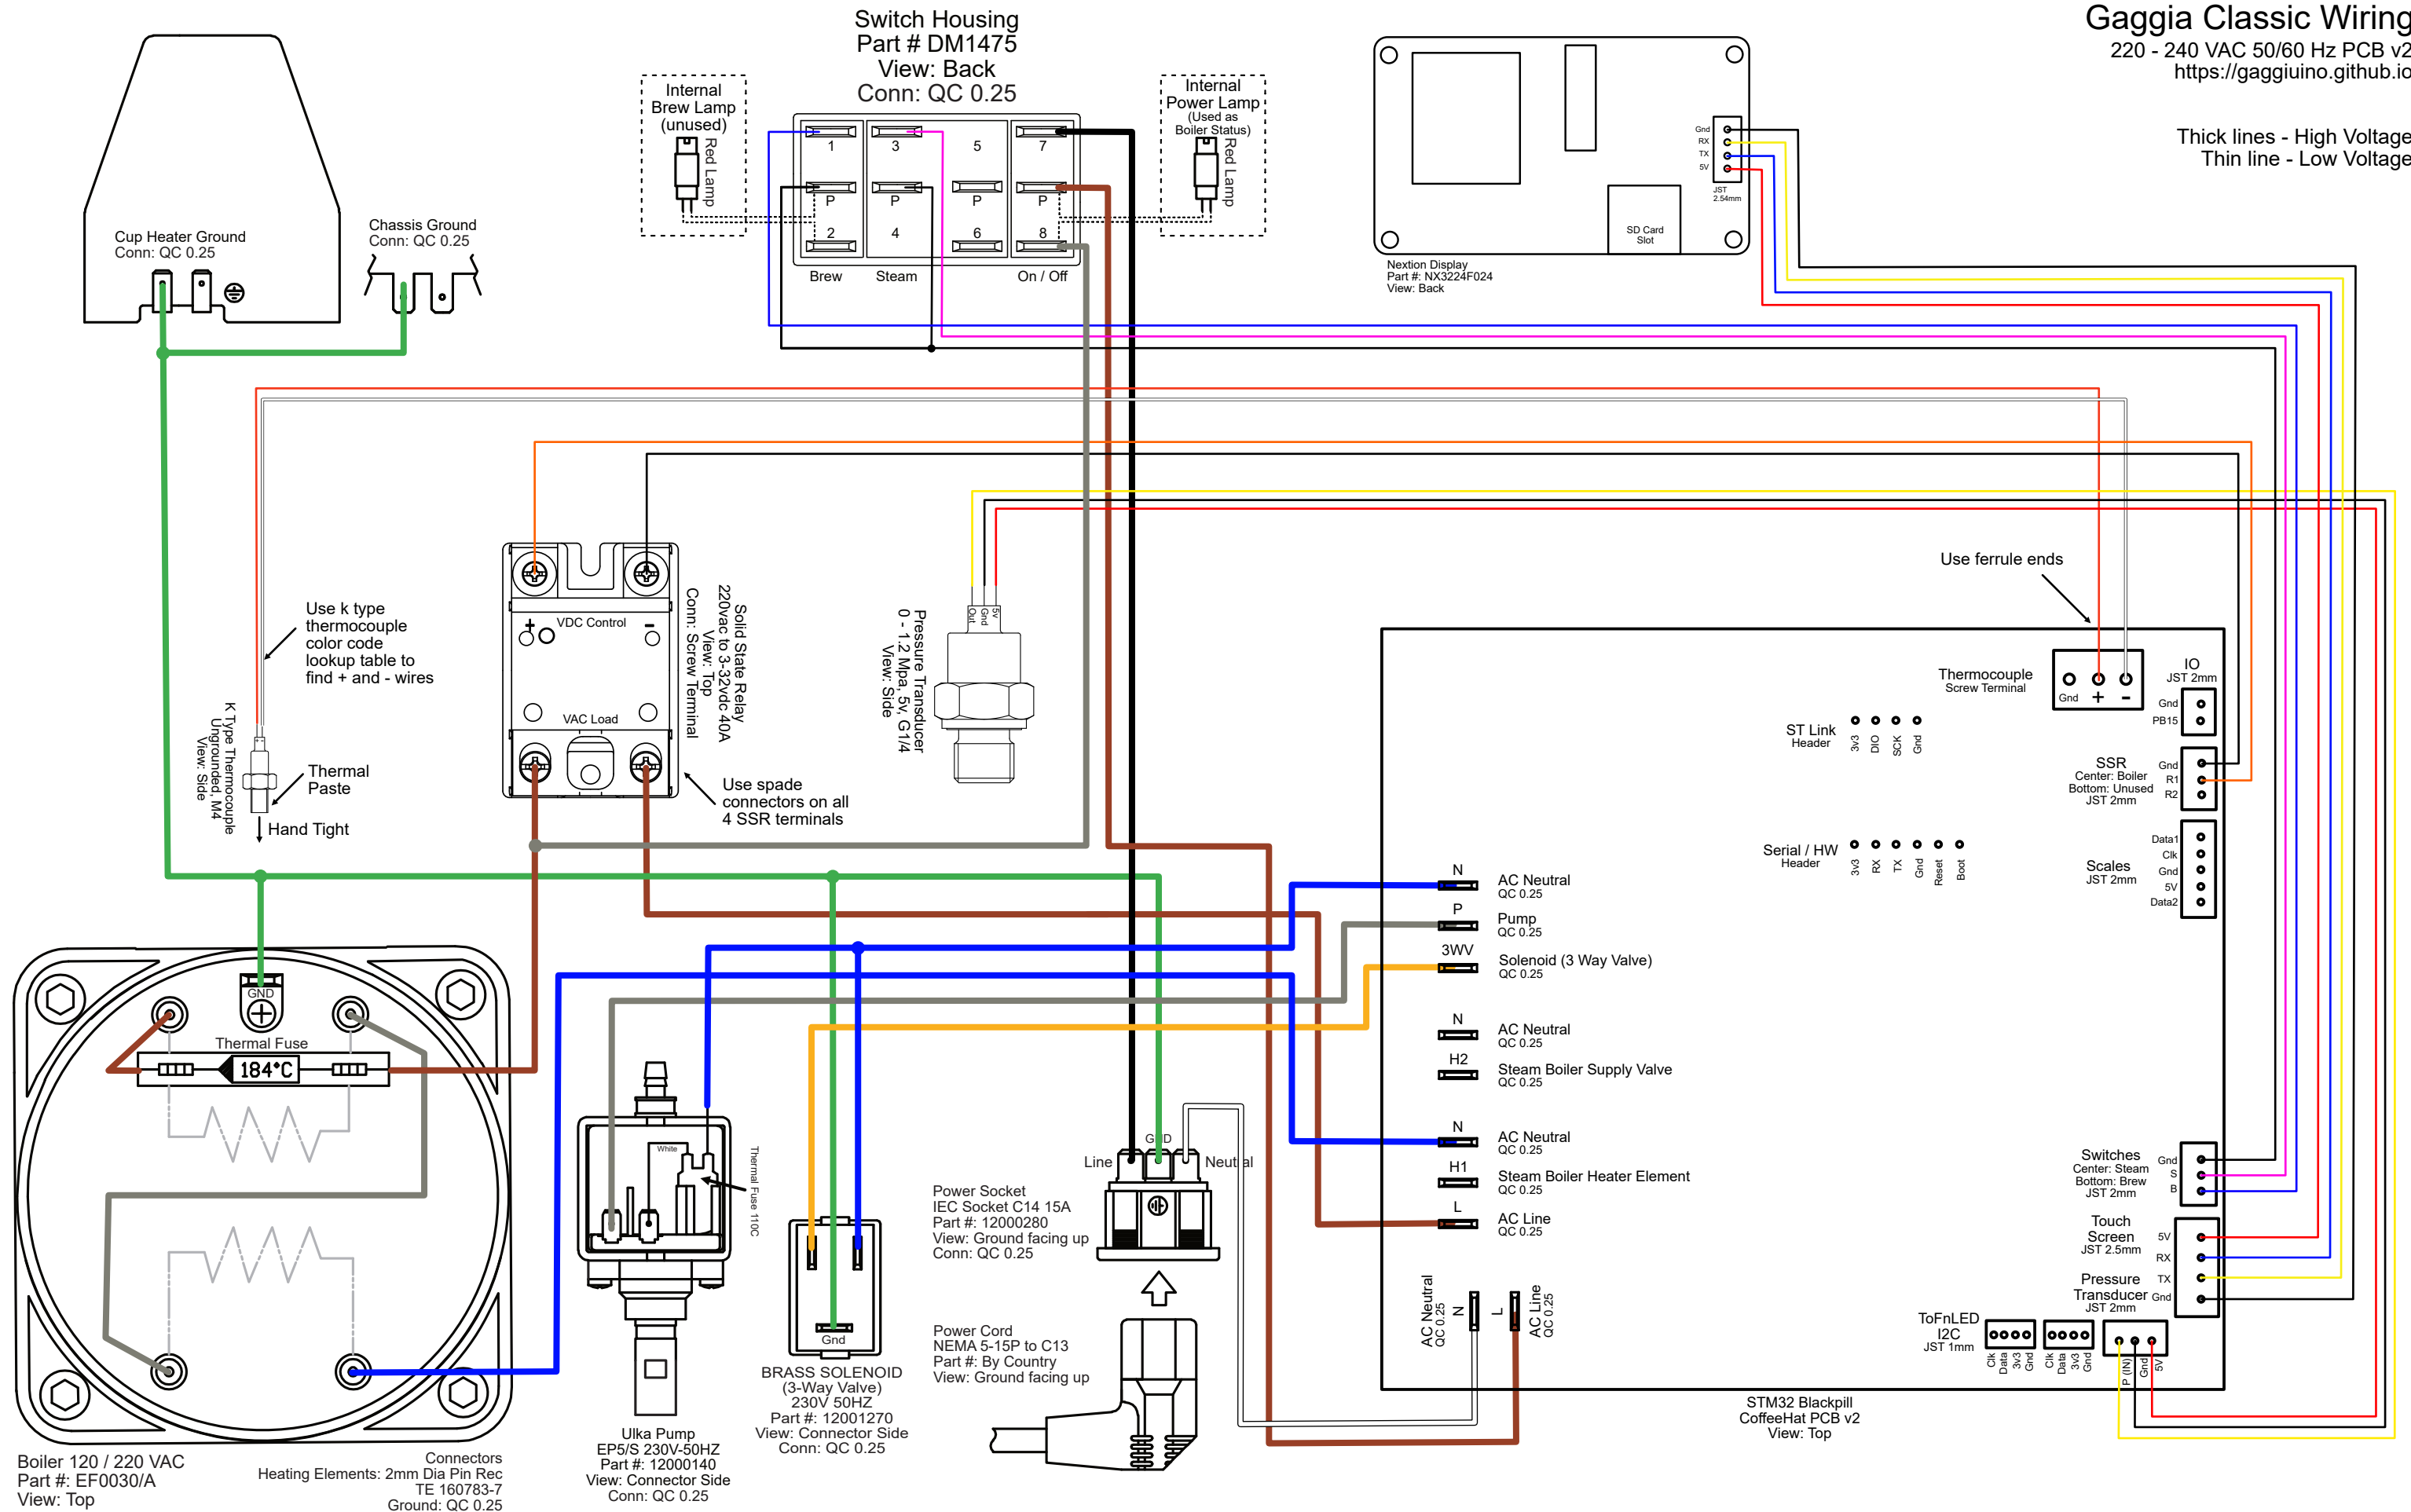 Gaggia Classic Wiring
220 - 240 VAC 50/60 Hz PCB v2
https://gaggiuino.github.io
Thick lines - High Voltage
Thin line - Low Voltage
Switch Housing
Part # DM1475
View: Back
Conn: QC 0.25
Internal
Brew Lamp
(unused)
Red Lamp
Internal
Power Lamp
(Used as
Boiler Status)
Red Lamp
1
3
5
7
P
P
P
P
2
4
6
8
Brew
Steam
On / Off
Gnd
RX
TX
5V
JST
2.54mm
SD Card
Slot
Nextion Display
Part #: NX3224F024
View: Back
Cup Heater Ground
Conn: QC 0.25
Chassis Ground
Conn: QC 0.25
Use k type
thermocouple
color code
lookup table to
find + and - wires
K Type Thermocouple
Ungrounded, M4
View: Side
+ -
Thermal
Paste
Hand Tight
+
VDC Control
-
VAC Load
Solid State Relay
220vac to 3-32vdc 40A
View: Top
Conn: Screw Terminal
Use spade
connectors on all
4 SSR terminals
Out
Gnd
5v
Pressure Transducer
0 - 1.2 Mpa, 5v, G1/4
View: Side
Use ferrule ends
Thermocouple
Screw Terminal
Gnd
+
-
IO
JST 2mm
Gnd
PB15
ST Link
Header
3v3
DIO
SCK
Gnd
SSR
Center: Boiler
Bottom: Unused
JST 2mm
Gnd
R1
R2
Serial / HW
Header
3v3
RX
TX
Gnd
Reset
Boot
Scales
JST 2mm
Data1
Clk
Gnd
5V
Data2
N
AC Neutral
QC 0.25
P
Pump
QC 0.25
3WV
Solenoid (3 Way Valve)
QC 0.25
N
AC Neutral
QC 0.25
H2
Steam Boiler Supply Valve
QC 0.25
N
AC Neutral
QC 0.25
H1
Steam Boiler Heater Element
QC 0.25
L
AC Line
QC 0.25
AC Neutral
QC 0.25
N
L
AC Line
QC 0.25
Switches
Center: Steam
Bottom: Brew
JST 2mm
Gnd
S
B
Touch
Screen
JST 2.5mm
5V
RX
TX
Gnd
Pressure
Transducer
JST 2mm
ToFnLED
I2C
JST 1mm
Clk
Data
3v3
Gnd
Clk
Data
3v3
Gnd
P (IN)
Gnd
5V
STM32 Blackpill
CoffeeHat PCB v2
View: Top
GND
Thermal Fuse
184°C
Boiler 120 / 220 VAC
Part #: EF0030/A
View: Top
Connectors
Heating Elements: 2mm Dia Pin Rec
TE 160783-7
Ground: QC 0.25
White
Thermal Fuse 110C
Ulka Pump
EP5/S 230V-50HZ
Part #: 12000140
View: Connector Side
Conn: QC 0.25
Gnd
BRASS SOLENOID
(3-Way Valve)
230V 50HZ
Part #: 12001270
View: Connector Side
Conn: QC 0.25
Line
GND
Neutral
Power Socket
IEC Socket C14 15A
Part #: 12000280
View: Ground facing up
Conn: QC 0.25
Power Cord
NEMA 5-15P to C13
Part #: By Country
View: Ground facing up